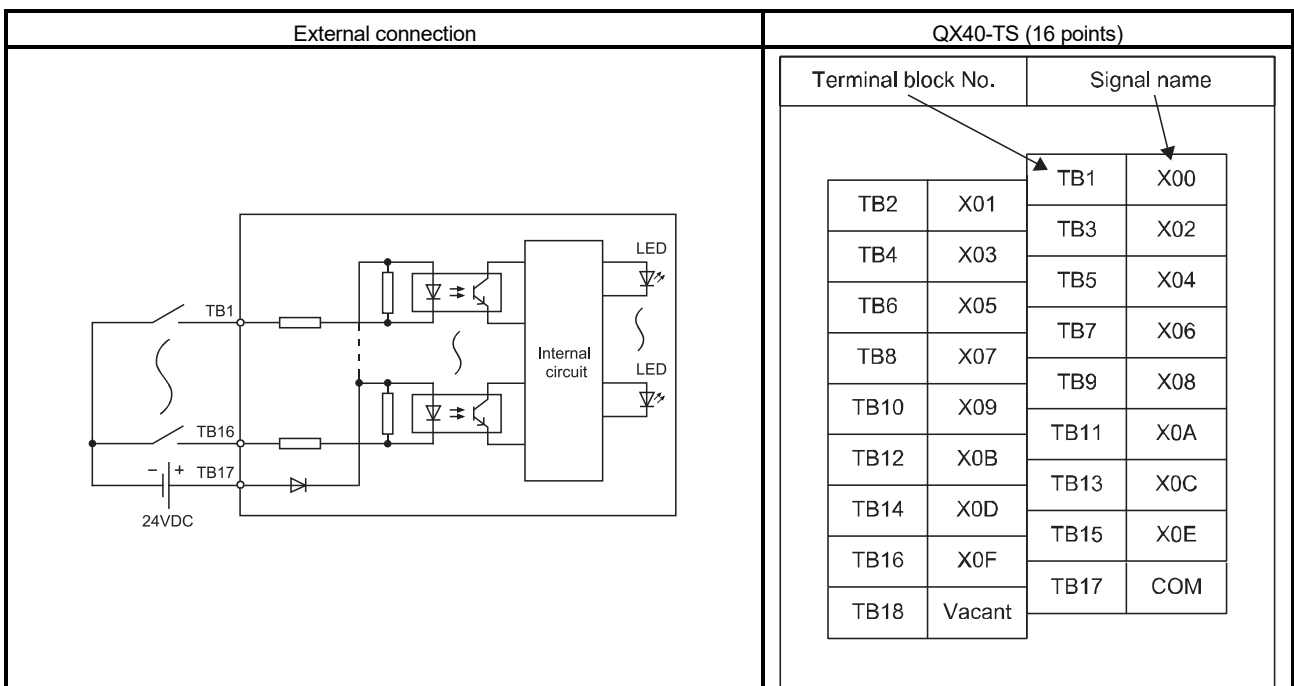 External connection
QX40-TS (16 points)
LED
TB1
Internal
circuit
LED
TB16
− + TB17
24VDC
Terminal block No. Signal name
TB1 X00
TB2 X01
TB3 X02
TB4 X03
TB5 X04
TB6 X05
TB7 X06
TB8 X07
TB9 X08
TB10 X09
TB11 X0A
TB12 X0B
TB13 X0C
TB14 X0D
TB15 X0E
TB16 X0F
TB17 COM
TB18 Vacant